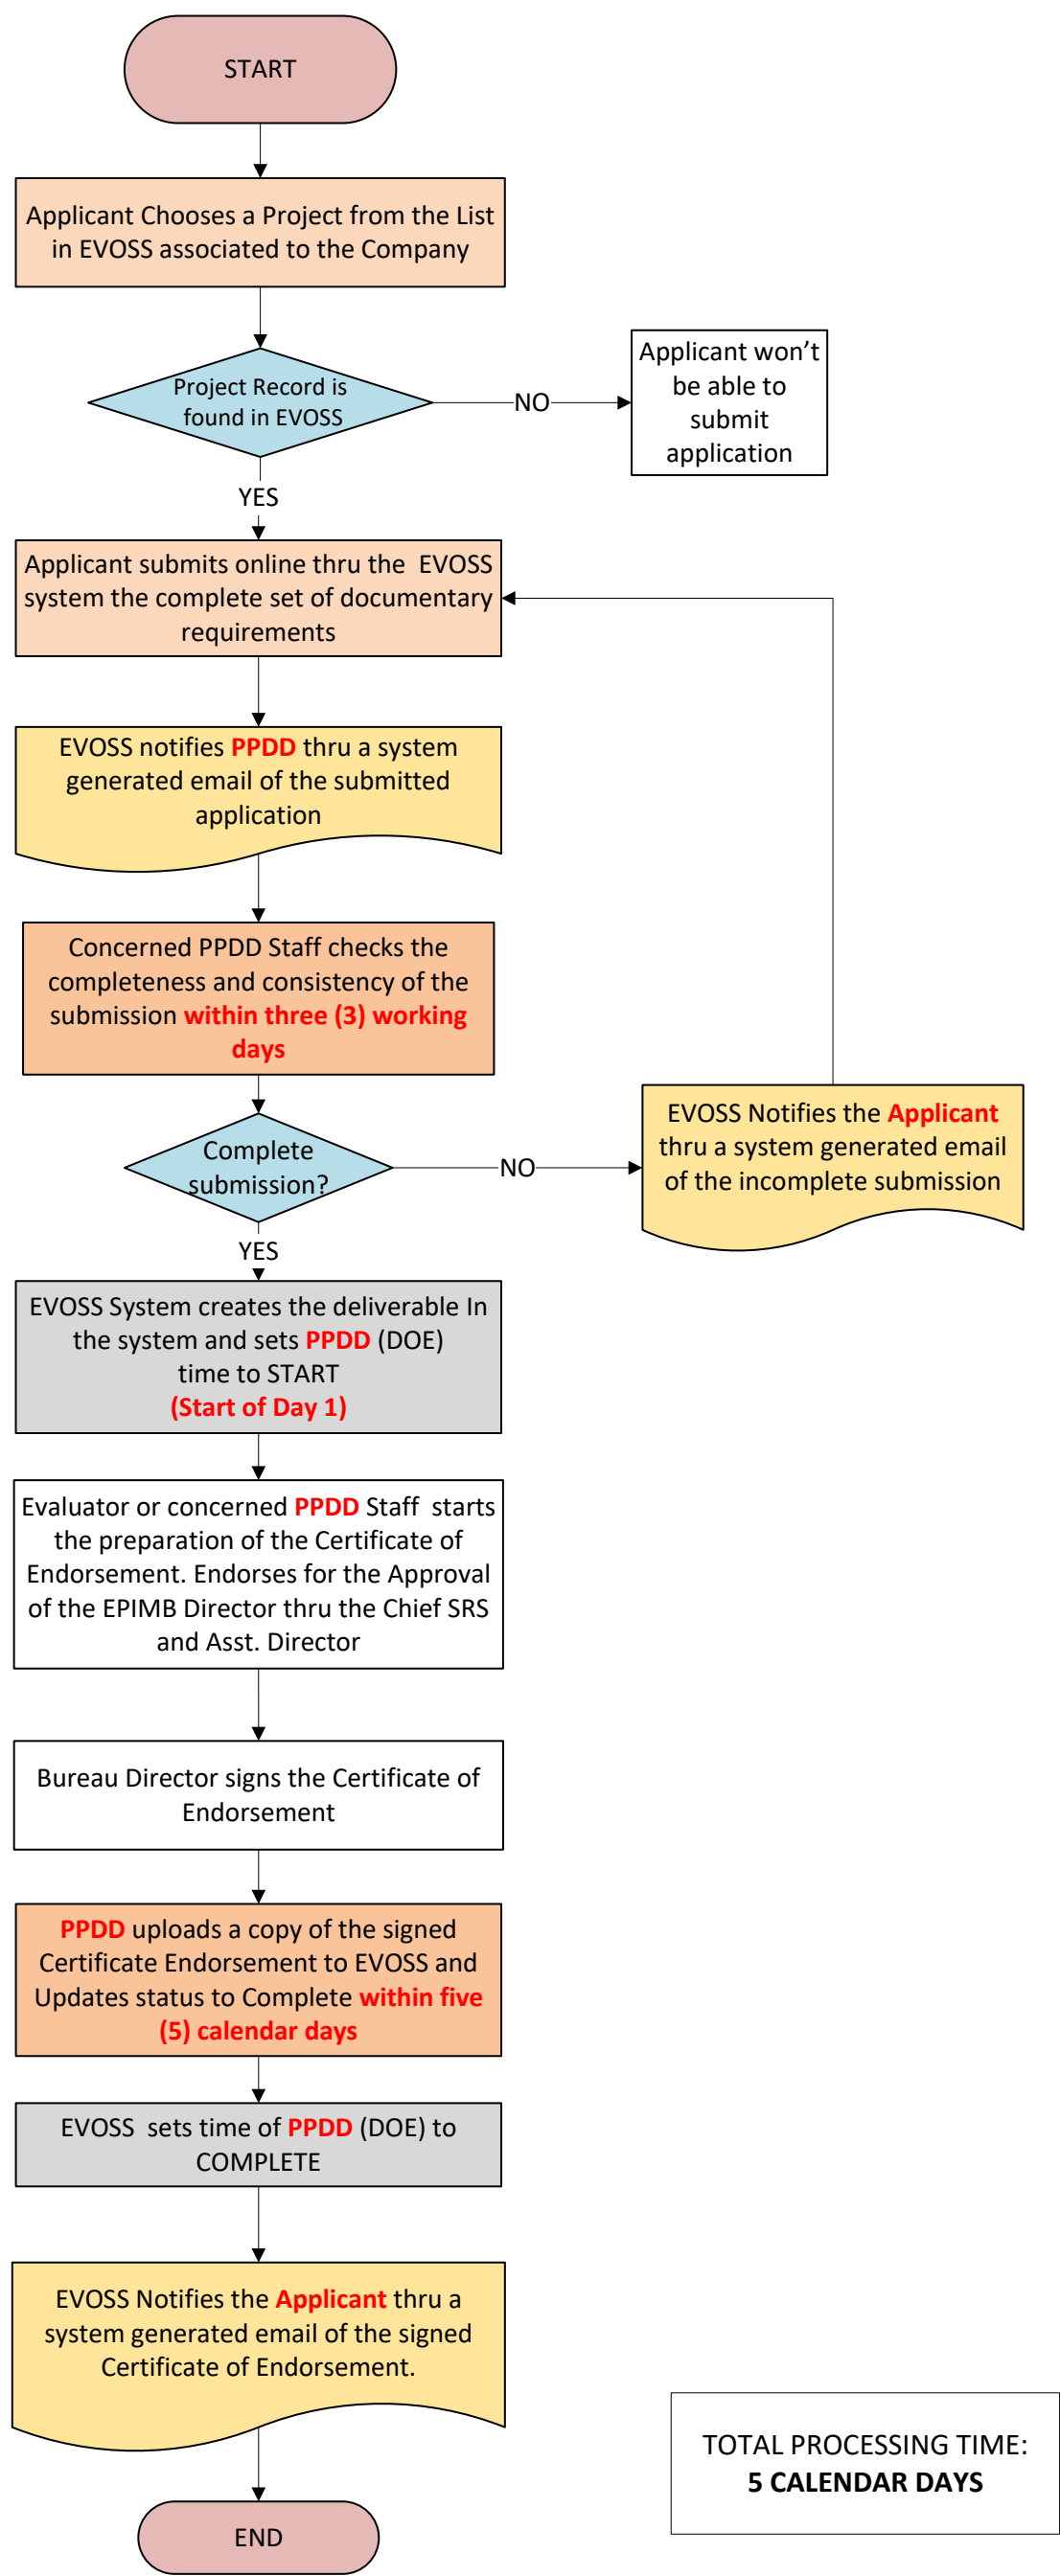 START
Applicant Chooses a Project from the List
in EVOSS associated to the Company
Project Record is
found in EVOSS
NO
Applicant won’t
be able to
submit
application
YES
Applicant submits online thru the EVOSS
system the complete set of documentary
requirements
EVOSS notifies PPDD thru a system
generated email of the submitted
application
Concerned PPDD Staff checks the
completeness and consistency of the
submission within three (3) working
days
Complete
submission?
NO
EVOSS Notifies the Applicant
thru a system generated email
of the incomplete submission
YES
EVOSS System creates the deliverable In
the system and sets PPDD (DOE)
time to START
(Start of Day 1)
Evaluator or concerned PPDD Staff starts
the preparation of the Certificate of
Endorsement. Endorses for the Approval
of the EPIMB Director thru the Chief SRS
and Asst. Director
Bureau Director signs the Certificate of
Endorsement
PPDD uploads a copy of the signed
Certificate Endorsement to EVOSS and
Updates status to Complete within five
(5) calendar days
EVOSS sets time of PPDD (DOE) to
COMPLETE
EVOSS Notifies the Applicant thru a
system generated email of the signed
Certificate of Endorsement.
TOTAL PROCESSING TIME:
5 CALENDAR DAYS
END